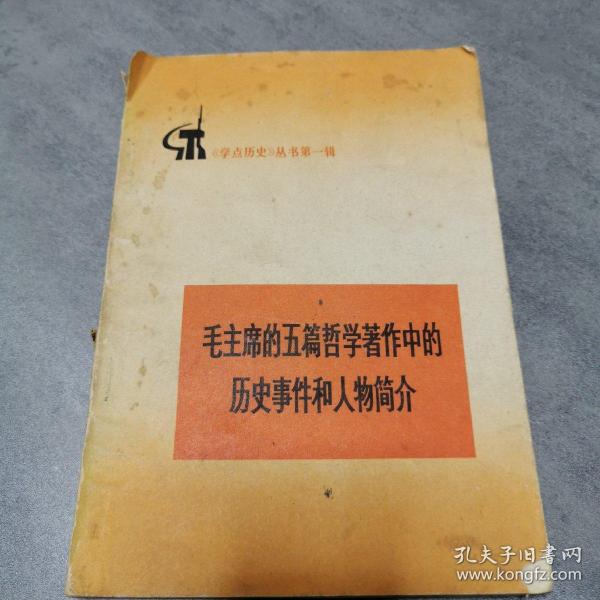 《学点历史》丛书第一辑
毛主席的五篇哲学著作中的
历史事件和人物简介
孔夫子旧書网
www.kongfz.com